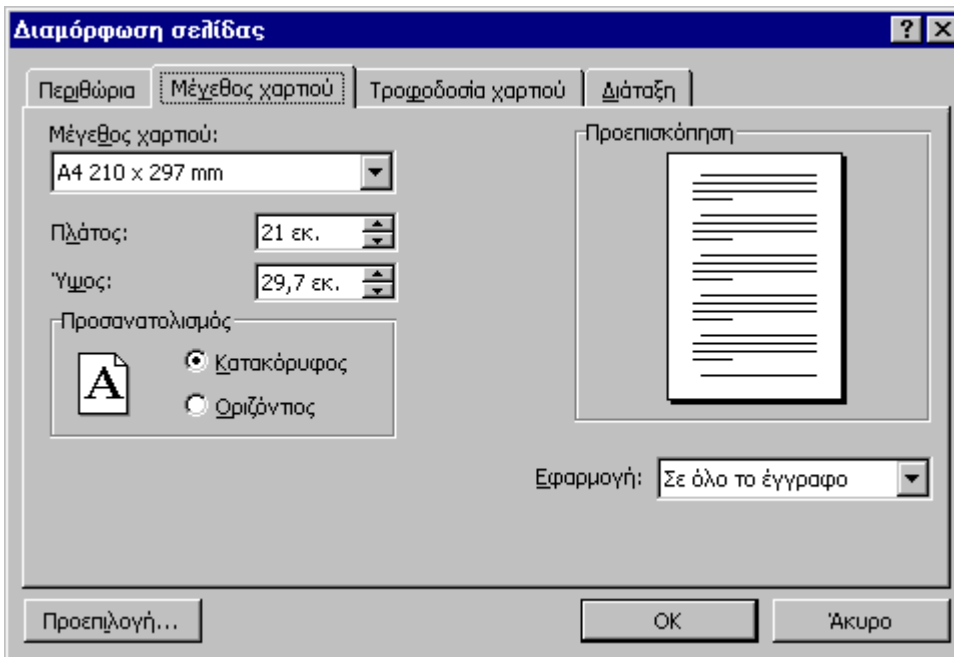 Διαμόρφωση σελίδας
Περιθώρια Μέγεθος χαρτιού Τροφοδοσία χαρτιού Διάταξη
Μέγεθος χαρτιού:
A4 210 x 297 mm
Πλάτος: 21 εκ.
Ύψος: 29,7 εκ.
Προσανατολισμός
A
Κατακόρυφος
Οριζόντιος
Προεπισκόπηση
Εφαρμογή: Σε όλο το έγγραφο
Προεπιλογή... OK Άκυρο